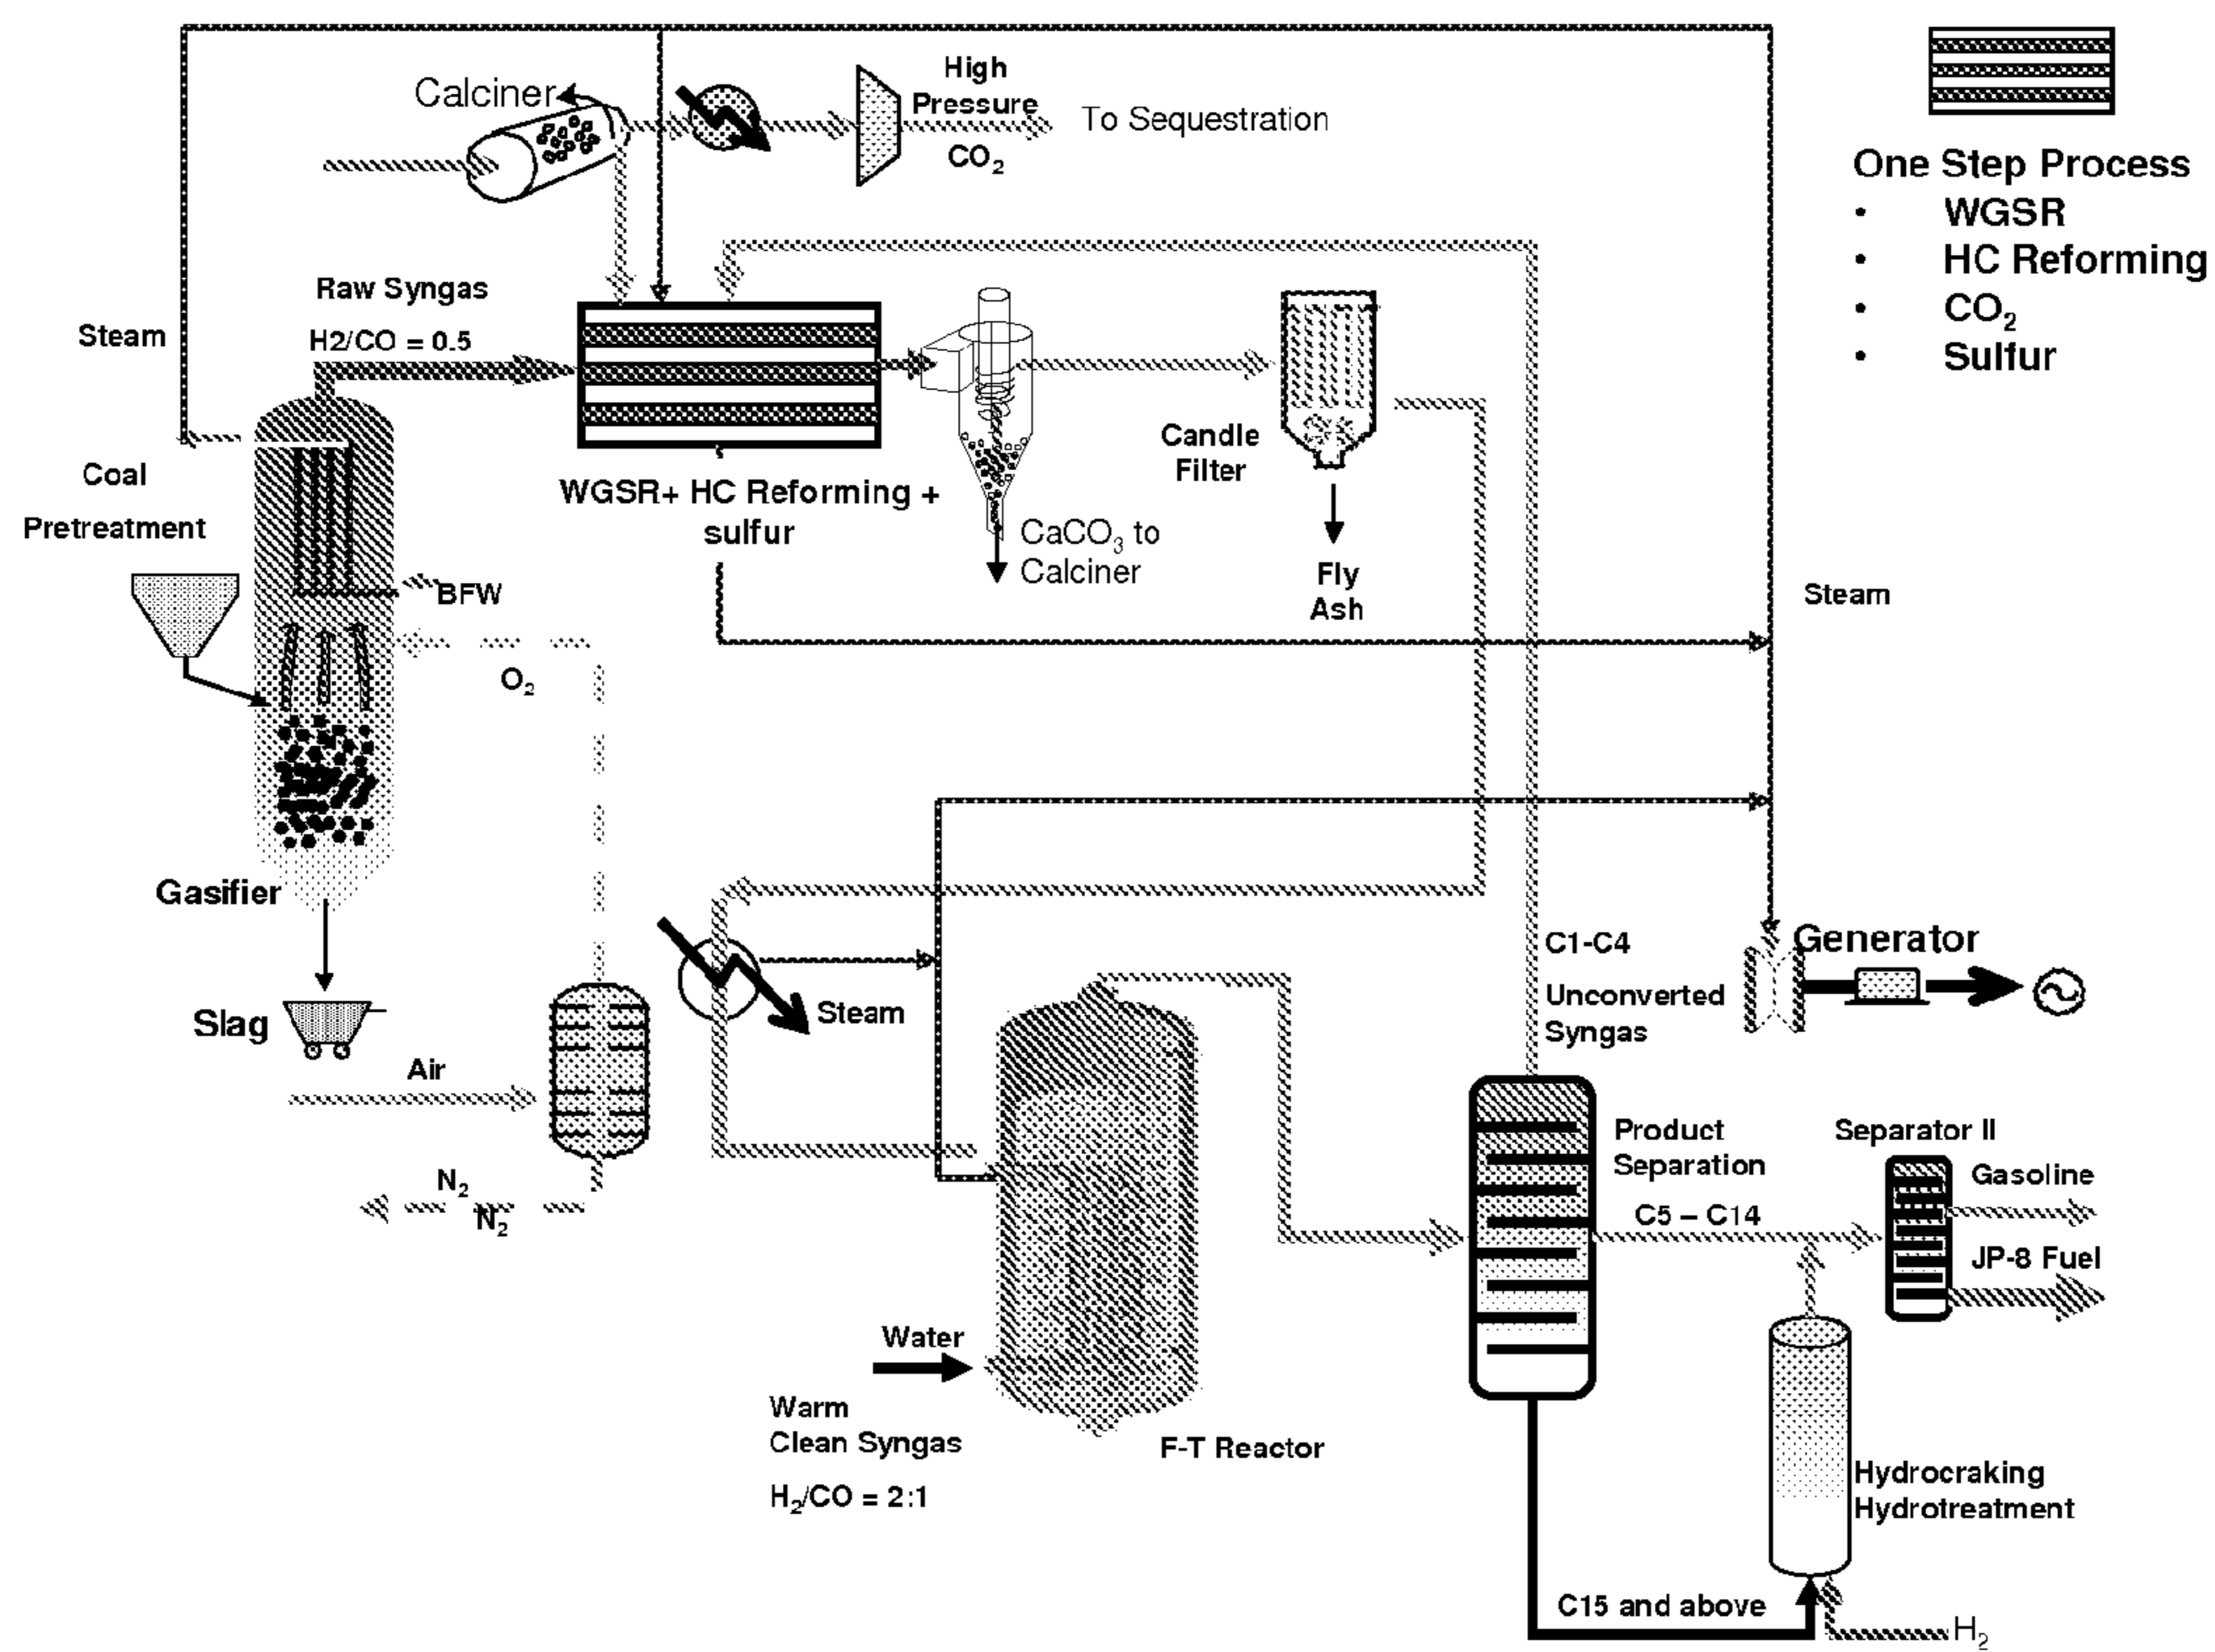 Calciner
High
Pressure
CO₂
To Sequestration
One Step Process
• WGSR
• HC Reforming
• CO₂
• Sulfur
Raw Syngas
H2/CO = 0.5
Steam
Coal
Pretreatment
WGSR+ HC Reforming +
sulfur
CaCO₃ to
Calciner
Candle
Filter
Fly
Ash
Steam
BFW
O₂
Gasifier
Slag
Air
N₂
N₂
Steam
C1-C4
Unconverted
Syngas
Generator
Product
Separation
C5 – C14
Separator II
Gasoline
JP-8 Fuel
Water
Warm
Clean Syngas
H₂/CO = 2:1
F-T Reactor
Hydrocraking
Hydrotreatment
C15 and above
H₂